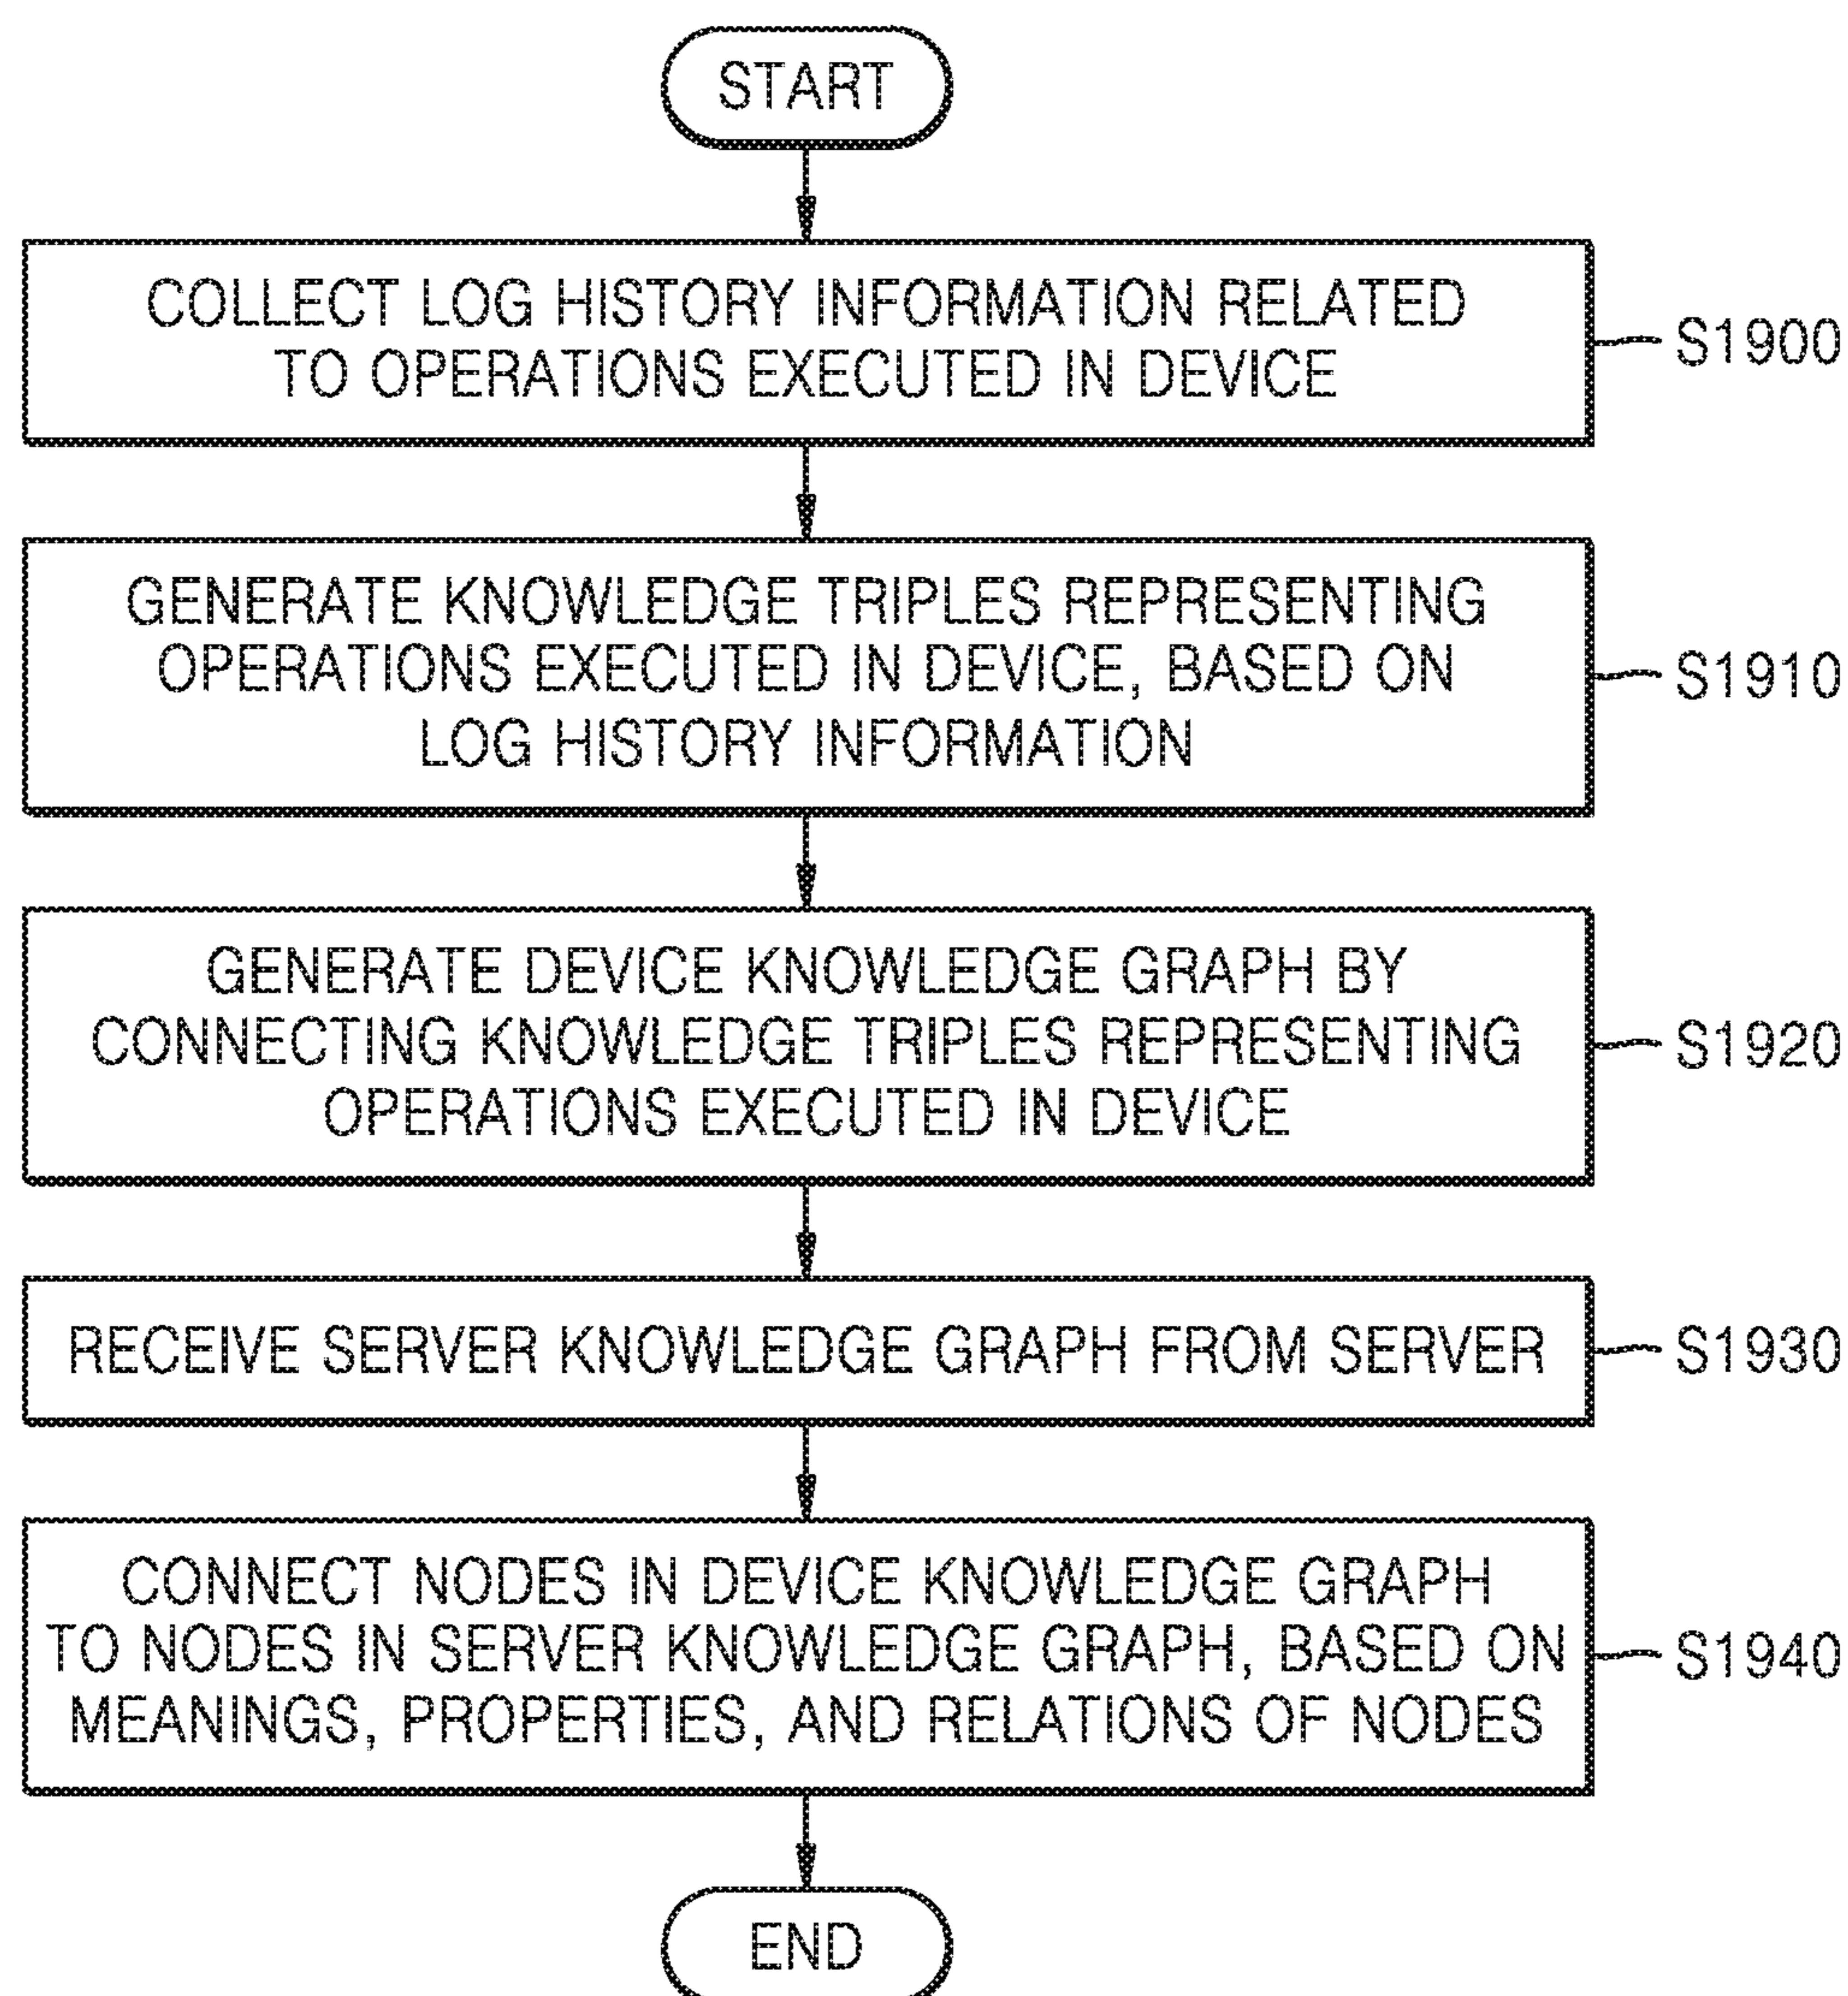 START
COLLECT LOG HISTORY INFORMATION RELATED
TO OPERATIONS EXECUTED IN DEVICE
S1900
GENERATE KNOWLEDGE TRIPLES REPRESENTING
OPERATIONS EXECUTED IN DEVICE, BASED ON
LOG HISTORY INFORMATION
S1910
GENERATE DEVICE KNOWLEDGE GRAPH BY
CONNECTING KNOWLEDGE TRIPLES REPRESENTING
OPERATIONS EXECUTED IN DEVICE
S1920
RECEIVE SERVER KNOWLEDGE GRAPH FROM SERVER
S1930
CONNECT NODES IN DEVICE KNOWLEDGE GRAPH
TO NODES IN SERVER KNOWLEDGE GRAPH, BASED ON
MEANINGS, PROPERTIES, AND RELATIONS OF NODES
S1940
END